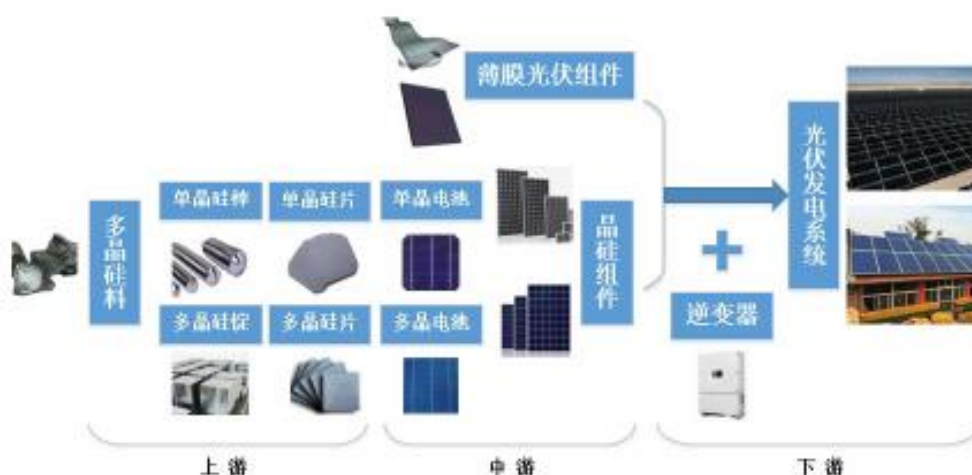 薄膜光伏组件
多晶硅料
单晶硅棒
单晶硅片
单晶电池
多晶硅锭
多晶硅片
多晶电池
晶硅组件
逆变器
光伏发电系统
上游
中游
下游